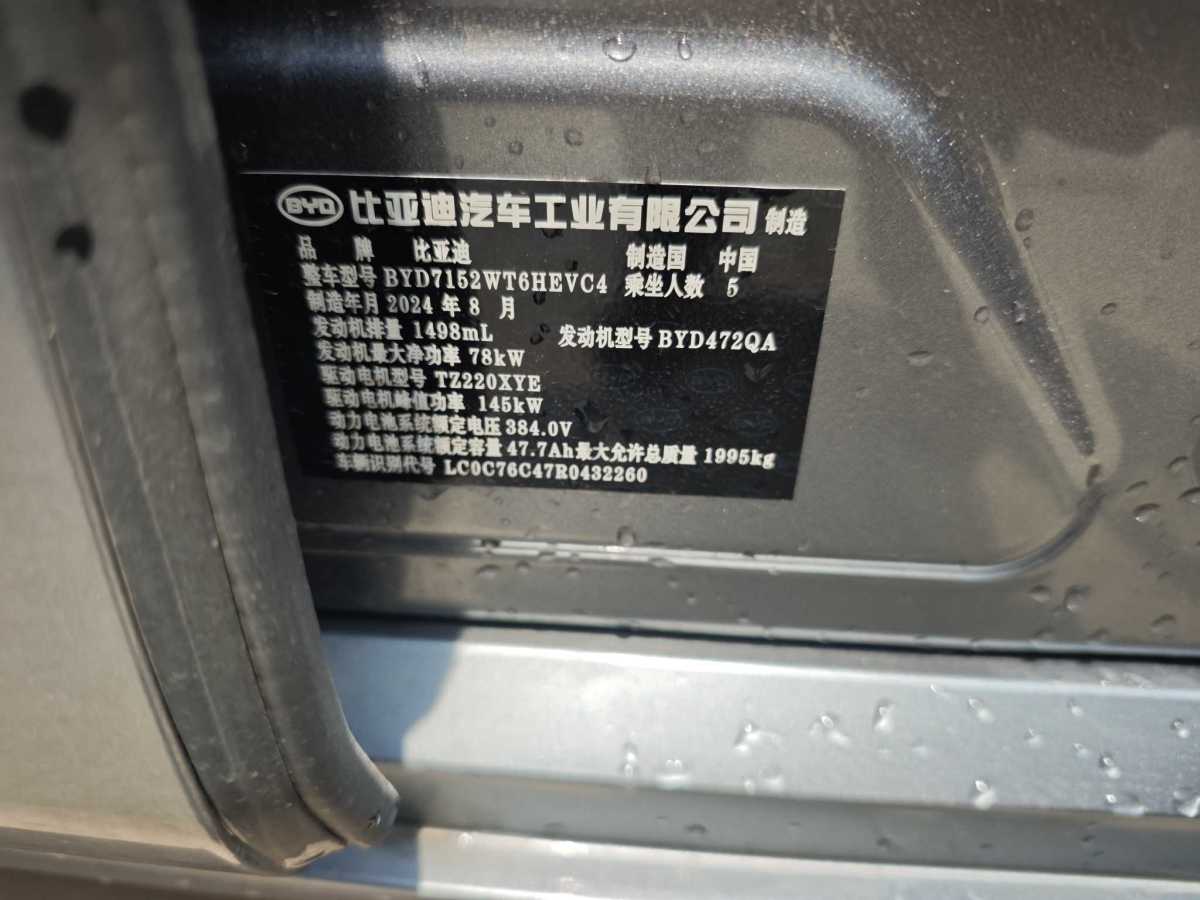 BYD 比亚迪汽车工业有限公司 制造
品 牌 比亚迪 制造国 中国
整车型号 BYD7152WT6HEVC4 乘坐人数 5
制造年月 2024 年 8 月
发动机排量 1498mL 发动机型号 BYD472QA
发动机最大净功率 78kW
驱动电机型号 TZ220XYE
驱动电机峰值功率 145kW
动力电池系统额定电压 384.0V
动力电池系统额定容量 47.7Ah最大允许总质量 1995kg
车辆识别代号 LC0C76C47R0432260